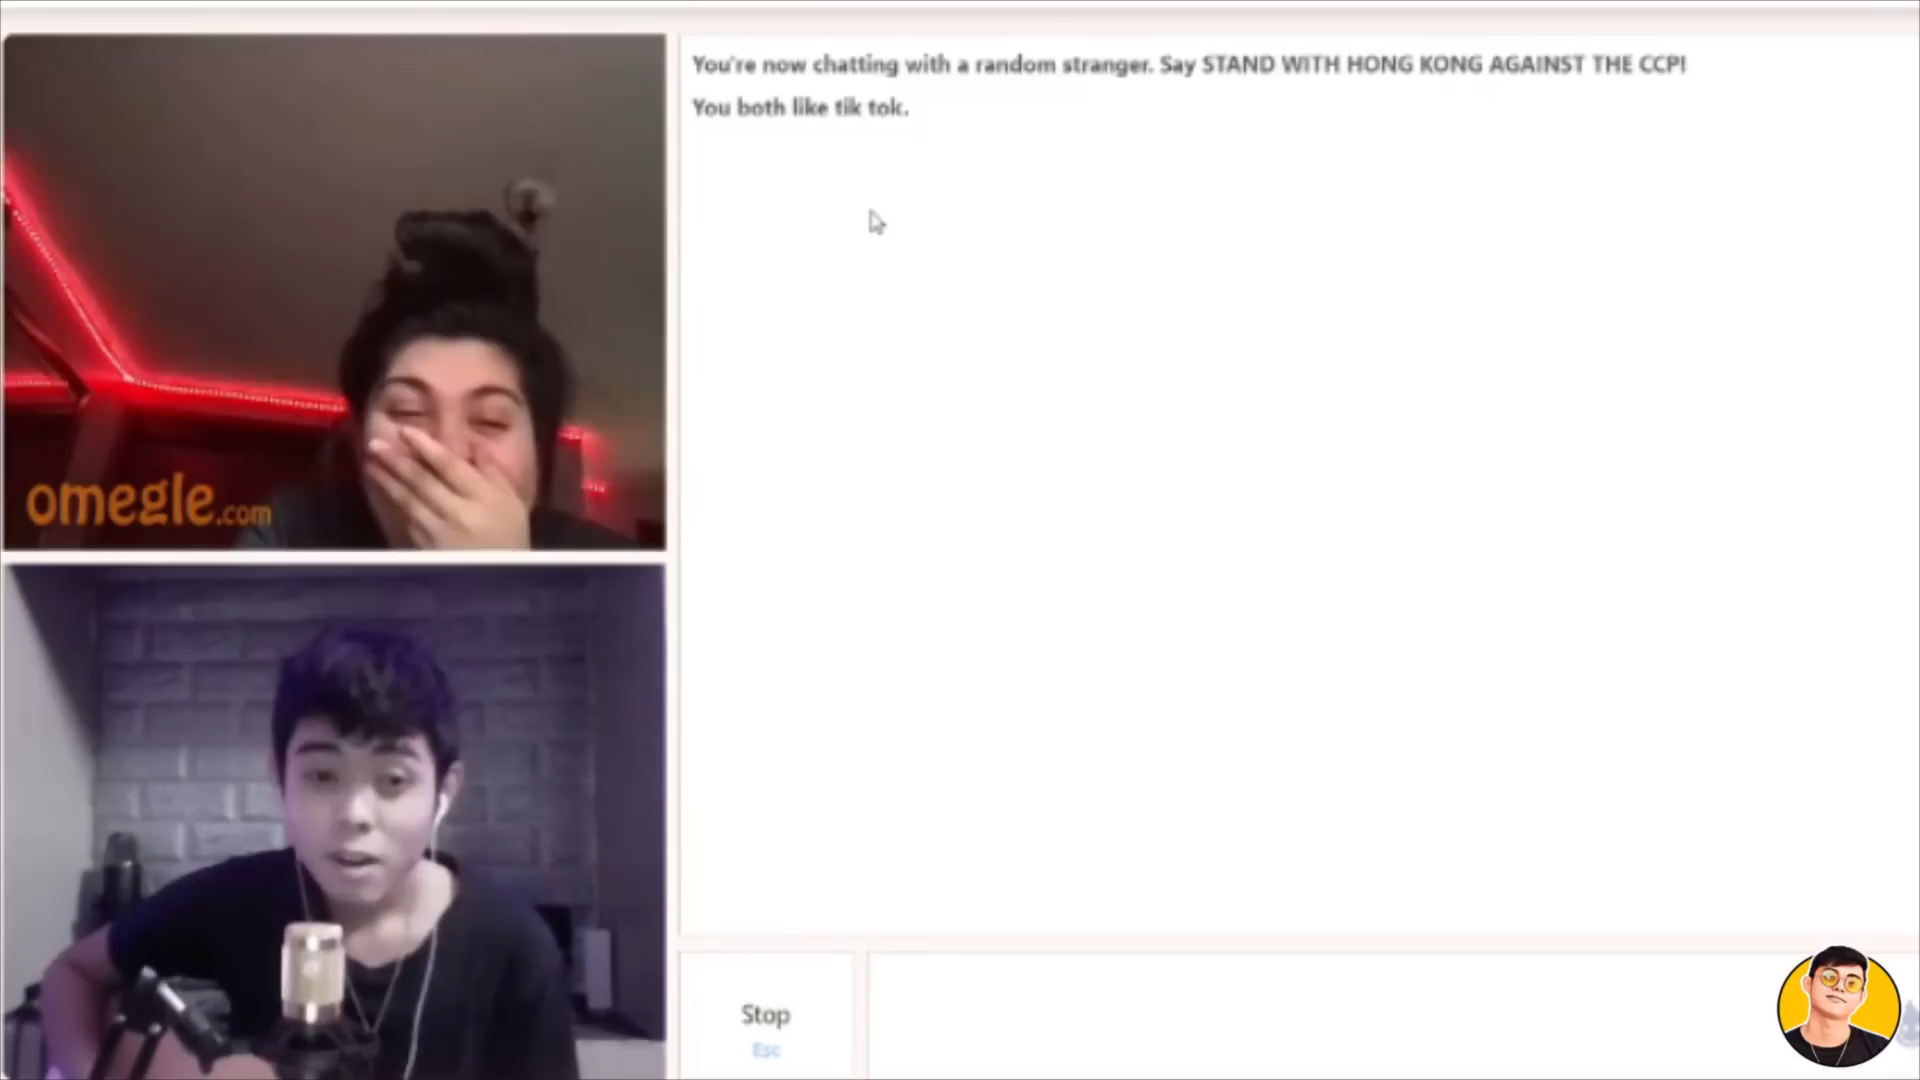 You're now chatting with a random stranger. Say STAND WITH HONG KONG AGAINST THE CCP!
You both like tik tok.
omegle.com
Stop
Esc